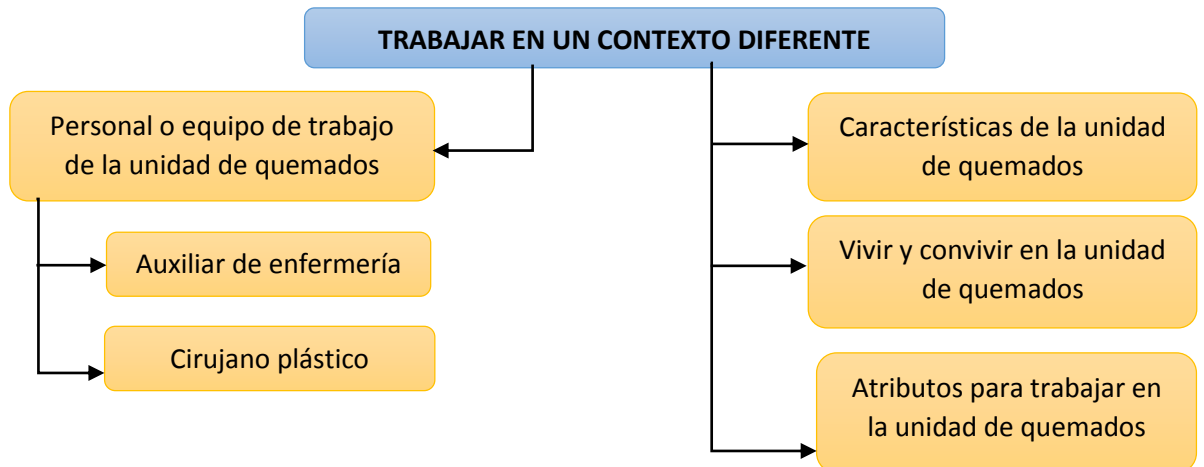 TRABAJAR EN UN CONTEXTO DIFERENTE
Personal o equipo de trabajo
de la unidad de quemados
Auxiliar de enfermería
Cirujano plástico
Características de la unidad
de quemados
Vivir y convivir en la unidad
de quemados
Atributos para trabajar en
la unidad de quemados